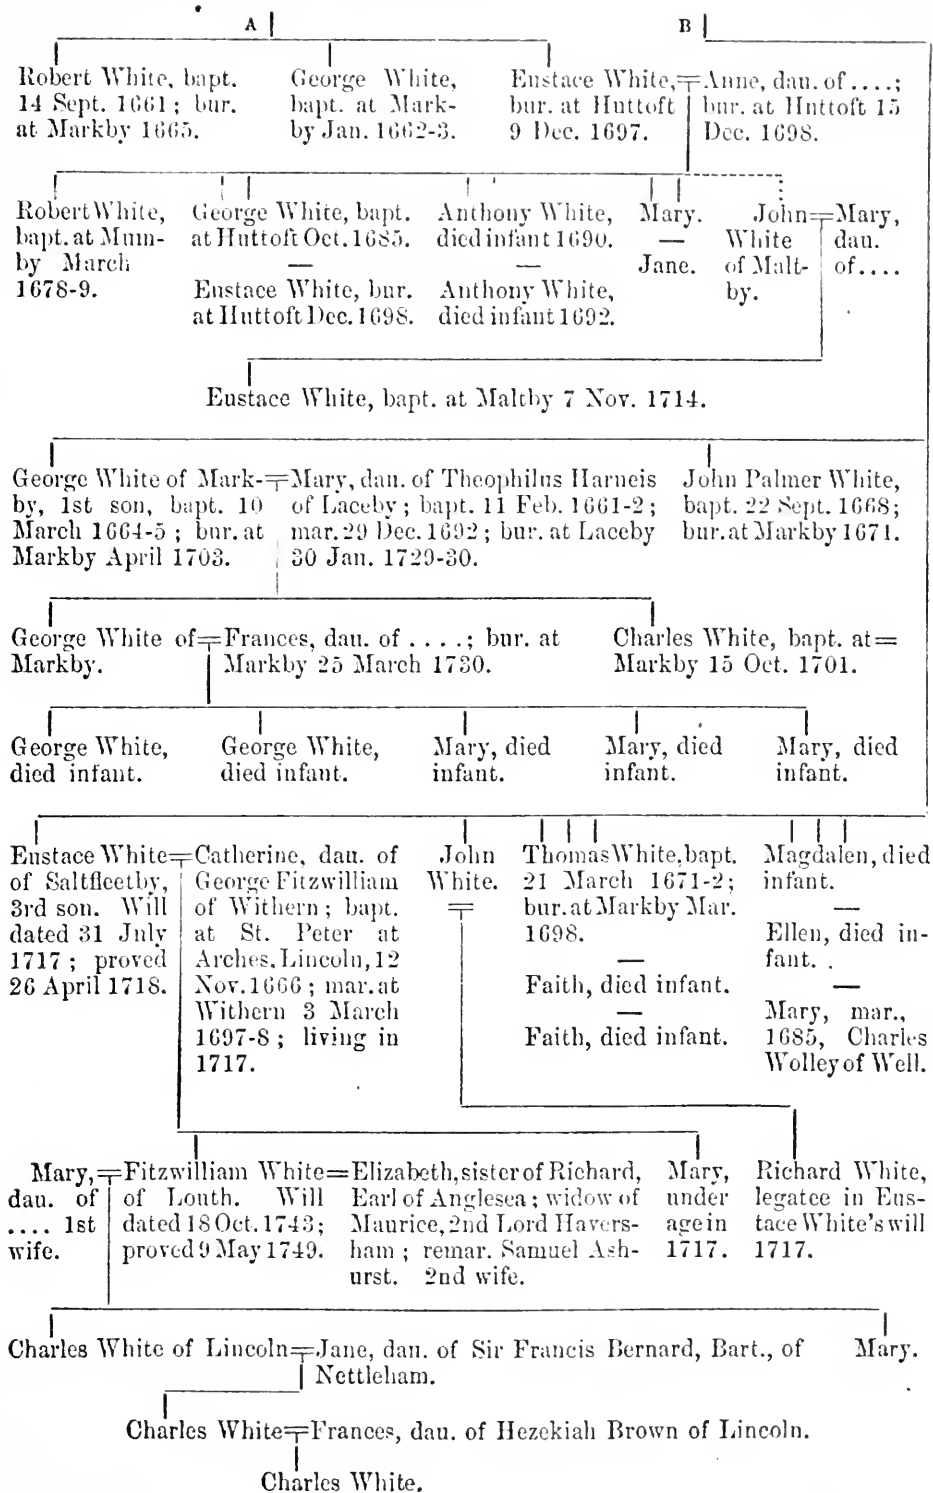 A B
Robert White, bapt.
14 Sept. 1661; bur.
at Markby 1665.
George White,
bapt. at Mark-
by Jan. 1662-3.
Eustace White,
bur. at Huttoft
9 Dec. 1697.
Anne, dau. of ....;
bur. at Huttoft 15
Dec. 1698.
Robert White,
bapt. at Mum-
by March
1678-9.
George White, bapt.
at Huttoft Oct. 1685.
—
Eustace White, bur.
at Huttoft Dec. 1698.
Anthony White,
died infant 1690.
—
Anthony White,
died infant 1692.
Mary.
—
Jane.
John
White
of Malt-
by.
Mary,
dau.
of....
Eustace White, bapt. at Maltby 7 Nov. 1714.
George White of Mark-
by, 1st son, bapt. 10
March 1664-5; bur. at
Markby April 1703.
Mary, dau. of Theophilus Harneis
of Laceby; bapt. 11 Feb. 1661-2;
mar. 29 Dec. 1692; bur. at Laceby
30 Jan. 1729-30.
John Palmer White,
bapt. 22 Sept. 1668;
bur. at Markby 1671.
George White of
Markby.
Frances, dau. of ....; bur. at
Markby 25 March 1730.
Charles White, bapt. at=
Markby 15 Oct. 1701.
George White,
died infant.
George White,
died infant.
Mary, died
infant.
Mary, died
infant.
Mary, died
infant.
Eustace White
of Saltfleetby,
3rd son. Will
dated 31 July
1717; proved
26 April 1718.
Catherine, dau. of
George Fitzwilliam
of Withern; bapt.
at St. Peter at
Arches, Lincoln, 12
Nov. 1666; mar. at
Withern 3 March
1697-8; living in
1717.
John
White.
Thomas White, bapt.
21 March 1671-2;
bur. at Markby Mar.
1698.
—
Faith, died infant.
—
Faith, died infant.
Magdalen, died
infant.
—
Ellen, died in-
fant.
—
Mary, mar.,
1685, Charles
Wolley of Well.
Mary,
dau. of
.... 1st
wife.
Fitzwilliam White=
of Louth. Will
dated 18 Oct. 1743;
proved 9 May 1749.
Elizabeth, sister of Richard,
Earl of Anglesea; widow of
Maurice, 2nd Lord Havers-
ham; remar. Samuel Ash-
urst. 2nd wife.
Mary,
under
age in
1717.
Richard White,
legatee in Eus-
tace White's will
1717.
Charles White of Lincoln=Jane, dau. of Sir Francis Bernard, Bart., of
Nettleham.
Mary.
Charles White=Frances, dau. of Hezekiah Brown of Lincoln.
Charles White.